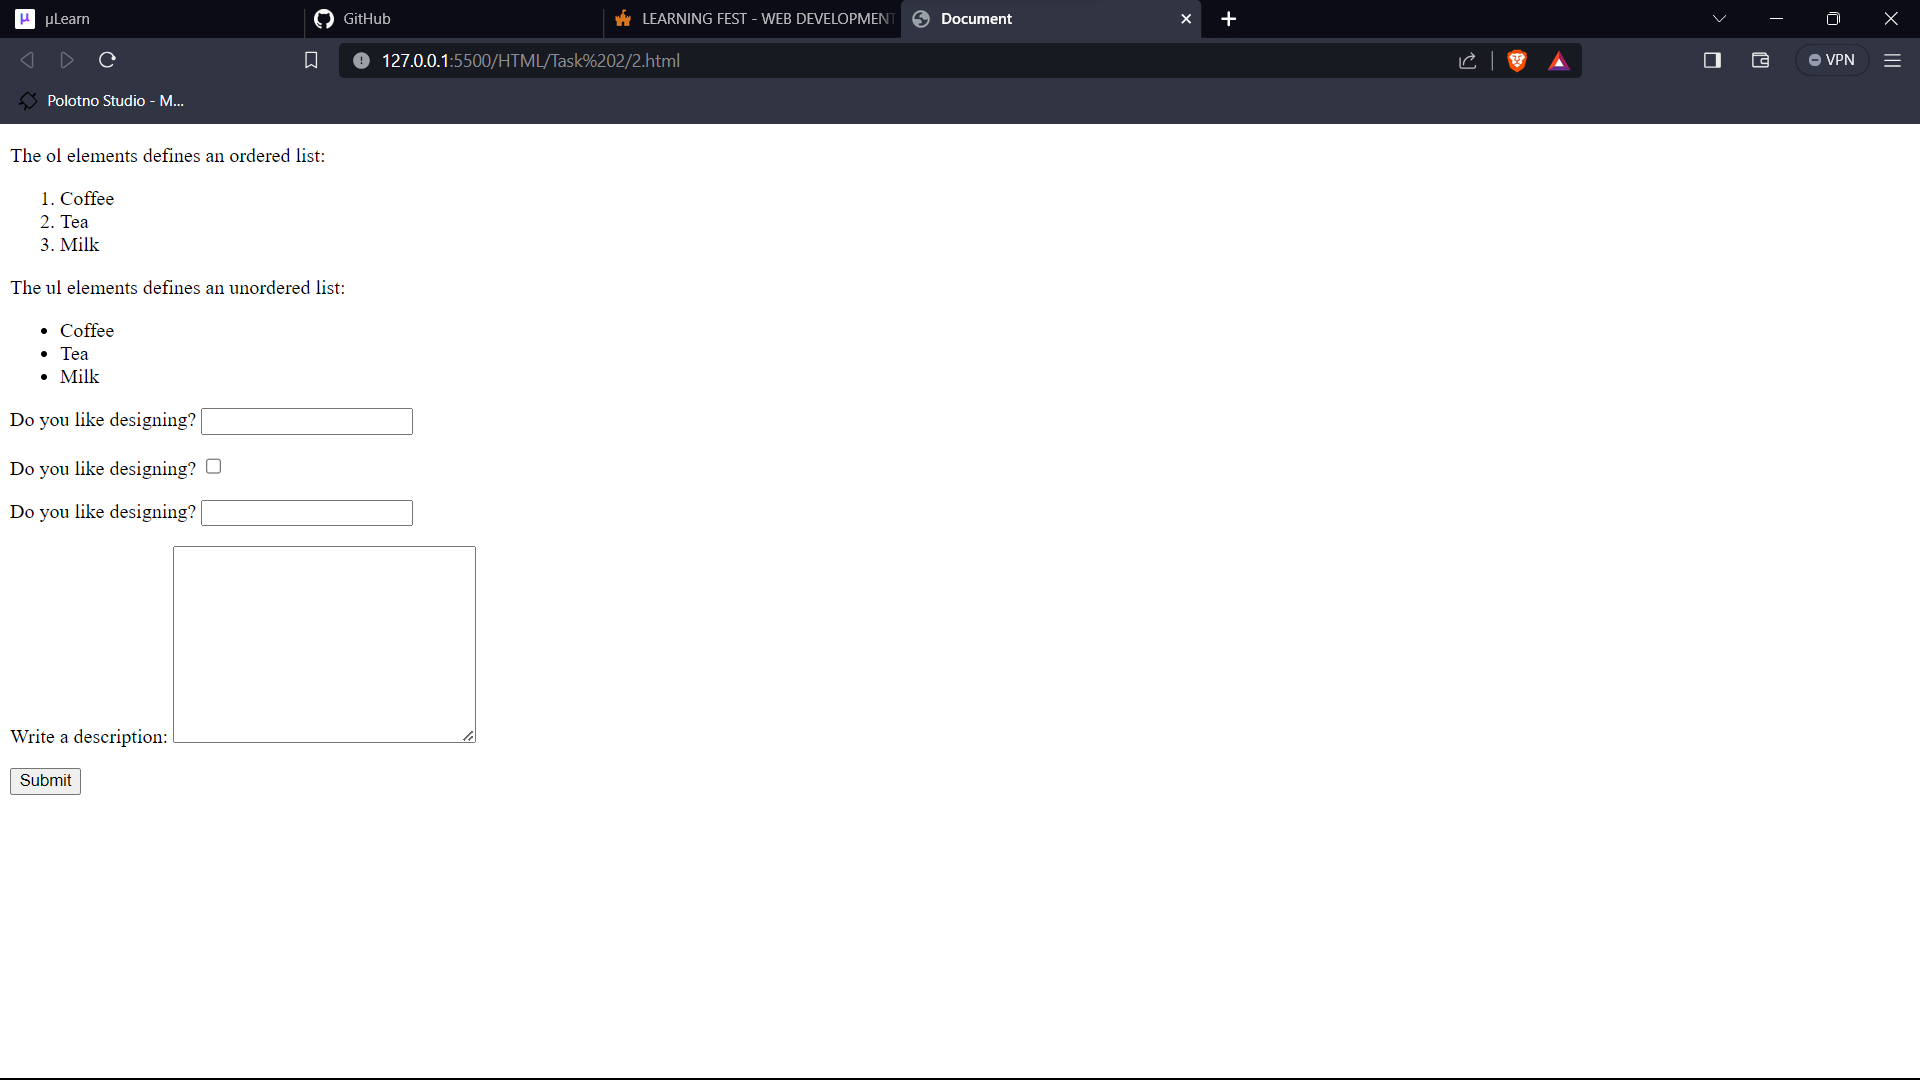 µLearn
GitHub
LEARNING FEST - WEB DEVELOPMENT
Document
127.0.0.1:5500/HTML/Task%202/2.html
VPN
Polotno Studio - M...
The ol elements defines an ordered list:
1. Coffee
2. Tea
3. Milk
The ul elements defines an unordered list:
• Coffee
• Tea
• Milk
Do you like designing?
Do you like designing?
Do you like designing?
Write a description:
Submit